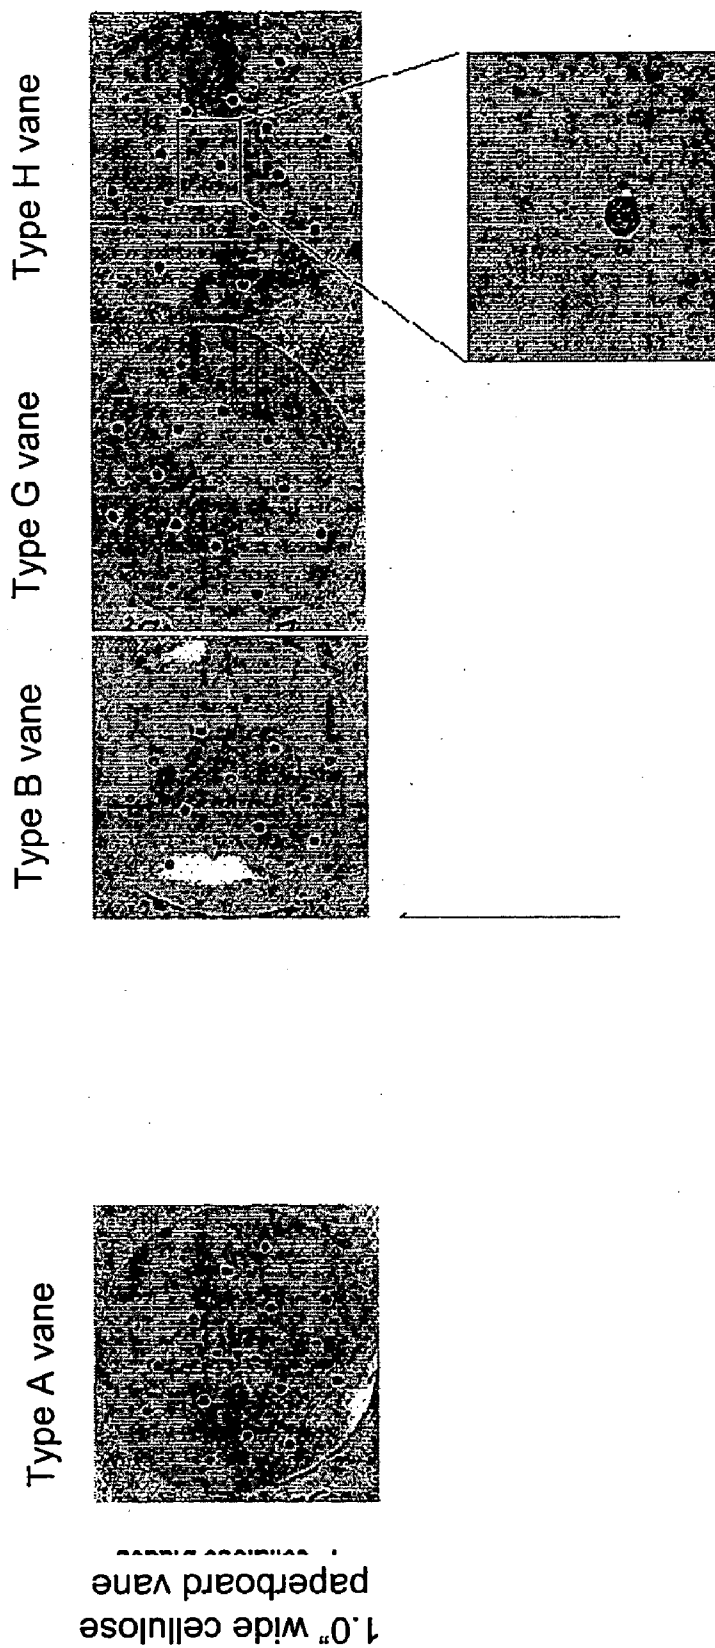 Type A vane
Type B vane
Type G vane
Type H vane
1.0" wide cellulose
paperboard vane